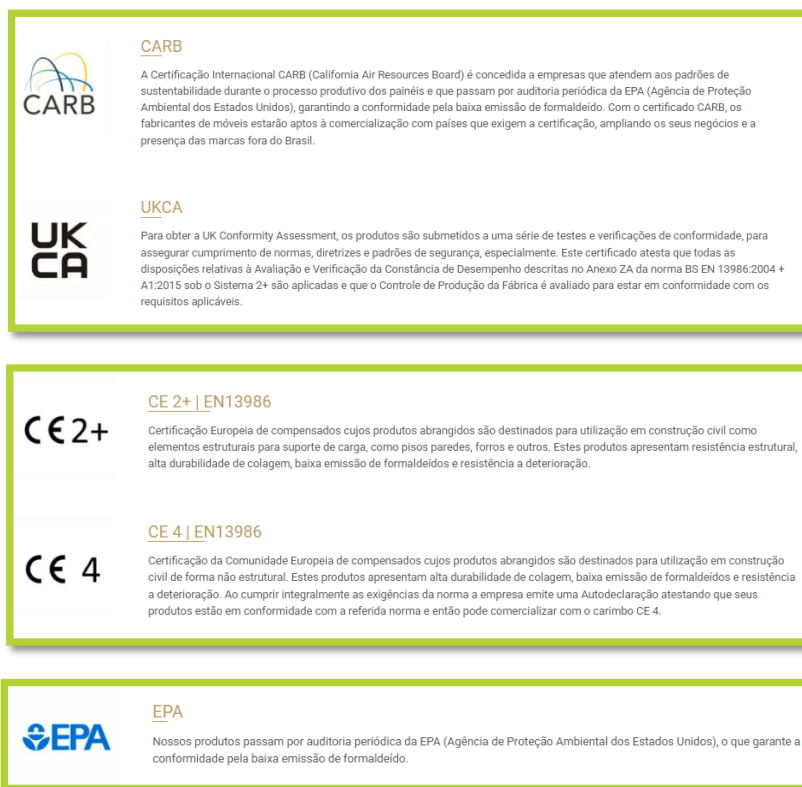 CARB
CARB
A Certificação Internacional CARB (California Air Resources Board) é concedida a empresas que atendem aos padrões de
sustentabilidade durante o processo produtivo dos painéis e que passam por auditoria periódica da EPA (Agência de Proteção
Ambiental dos Estados Unidos), garantindo a conformidade pela baixa emissão de formaldeído. Com o certificado CARB, os
fabricantes de móveis estarão aptos à comercialização com países que exigem a certificação, ampliando os seus negócios e a
presença das marcas fora do Brasil.
UK
CA
UKCA
Para obter a UK Conformity Assessment, os produtos são submetidos a uma série de testes e verificações de conformidade, para
assegurar cumprimento de normas, diretrizes e padrões de segurança, especialmente. Este certificado atesta que todas as
disposições relativas à Avaliação e Verificação da Constância de Desempenho descritas no Anexo ZA da norma BS EN 13986:2004 +
A1:2015 sob o Sistema 2+ são aplicadas e que o Controle de Produção da Fábrica é avaliado para estar em conformidade com os
requisitos aplicáveis.
CE 2+
CE 2+ | EN13986
Certificação Europeia de compensados cujos produtos abrangidos são destinados para utilização em construção civil como
elementos estruturais para suporte de carga, como pisos paredes, forros e outros. Estes produtos apresentam resistência estrutural,
alta durabilidade de colagem, baixa emissão de formaldeídos e resistência a deterioração.
CE 4
CE 4 | EN13986
Certificação da Comunidade Europeia de compensados cujos produtos abrangidos são destinados para utilização em construção
civil de forma não estrutural. Estes produtos apresentam alta durabilidade de colagem, baixa emissão de formaldeídos e resistência
a deterioração. Ao cumprir integralmente as exigências da norma a empresa emite uma Autodeclaração atestando que seus
produtos estão em conformidade com a referida norma e então pode comercializar com o carimbo CE 4.
EPA
EPA
Nossos produtos passam por auditoria periódica da EPA (Agência de Proteção Ambiental dos Estados Unidos), o que garante a
conformidade pela baixa emissão de formaldeído.